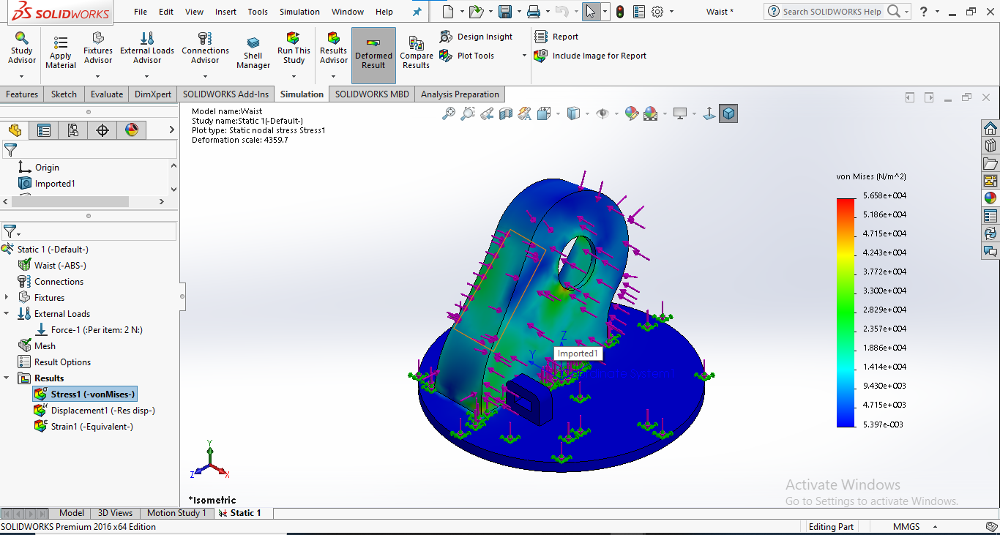 SOLIDWORKS File Edit View Insert Tools Simulation Window Help Waist * Search SOLIDWORKS Help
Study Advisor
Apply Material
Fixtures Advisor
External Loads Advisor
Connections Advisor
Shell Manager
Run This Study
Results Advisor
Deformed Result
Compare Results
Design Insight
Plot Tools
Report
Include Image for Report
Features Sketch Evaluate DimXpert SOLIDWORKS Add-Ins Simulation SOLIDWORKS MBD Analysis Preparation
Origin
Imported1
Static 1 (-Default-)
Waist (-ABS-)
Connections
Fixtures
External Loads
Force-1 (:Per item: 2 N:)
Mesh
Result Options
Results
Stress1 (-vonMises-)
Displacement1 (-Res disp-)
Strain1 (-Equivalent-)
Model name:Waist
Study name:Static 1(-Default-)
Plot type: Static nodal stress Stress1
Deformation scale: 4359.7
Z
Y
Imported1
von Mises (N/m^2)
5.658e+004
5.186e+004
4.715e+004
4.243e+004
3.772e+004
3.300e+004
2.829e+004
2.357e+004
1.886e+004
1.414e+004
9.430e+003
4.715e+003
5.397e-003
Y
Z X
*Isometric
Activate Windows
Go to Settings to activate Windows.
Model 3D Views Motion Study 1 Static 1
SOLIDWORKS Premium 2016 x64 Edition Editing Part MMGS